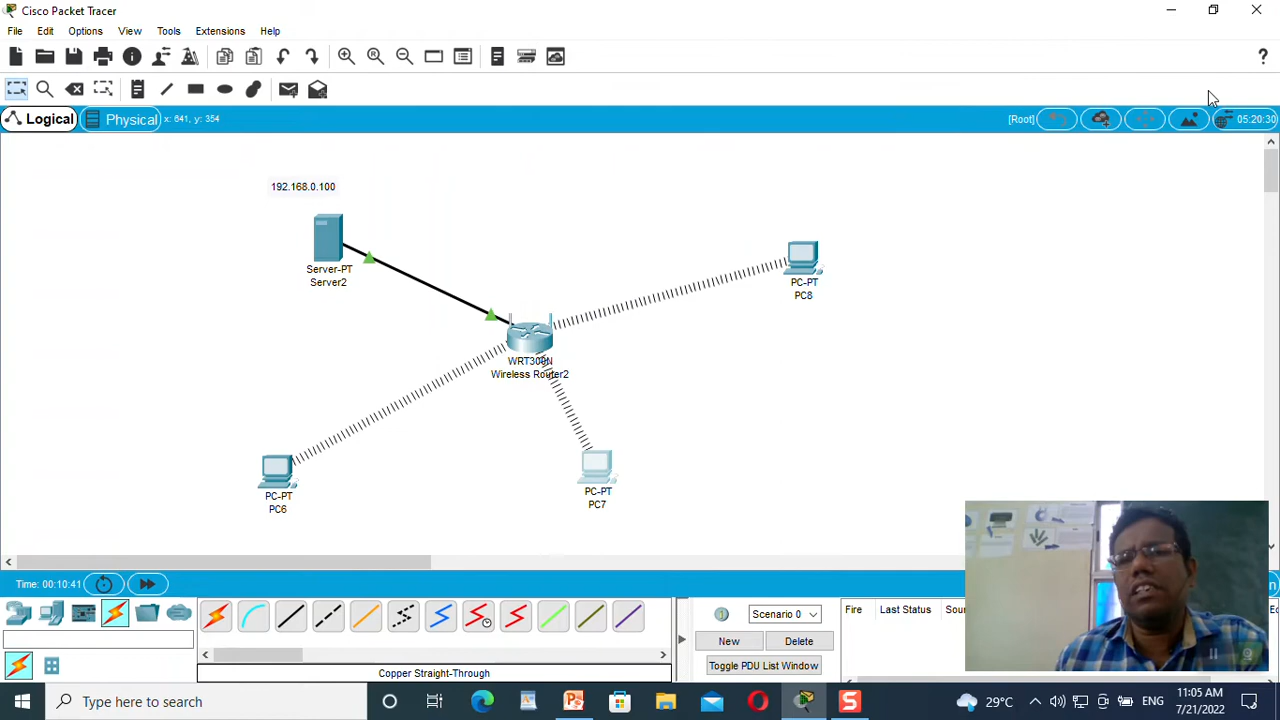 Cisco Packet Tracer
File Edit Options View Tools Extensions Help
Logical Physical x: 641, y: 354 [Root] 05:20:30
192.168.0.100
Server-PT
Server2
PC-PT
PC8
WRT300N
Wireless Router2
PC-PT
PC6
PC-PT
PC7
Time: 00:10:41
Scenario 0
Fire Last Status Sou
New Delete
Toggle PDU List Window
Copper Straight-Through
Type here to search
29°C ENG
11:05 AM
7/21/2022